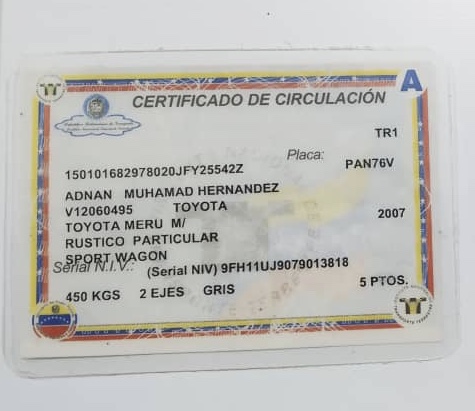 A
CERTIFICADO DE CIRCULACIÓN
TR1
Placa:
150101682978020JFY25542Z PAN76V
ADNAN MUHAMAD HERNANDEZ
V12060495 TOYOTA 2007
TOYOTA MERU M/
RUSTICO PARTICULAR
SPORT WAGON
Serial N.I.V.: (Serial NIV) 9FH11UJ9079013818
450 KGS 2 EJES GRIS 5 PTOS.